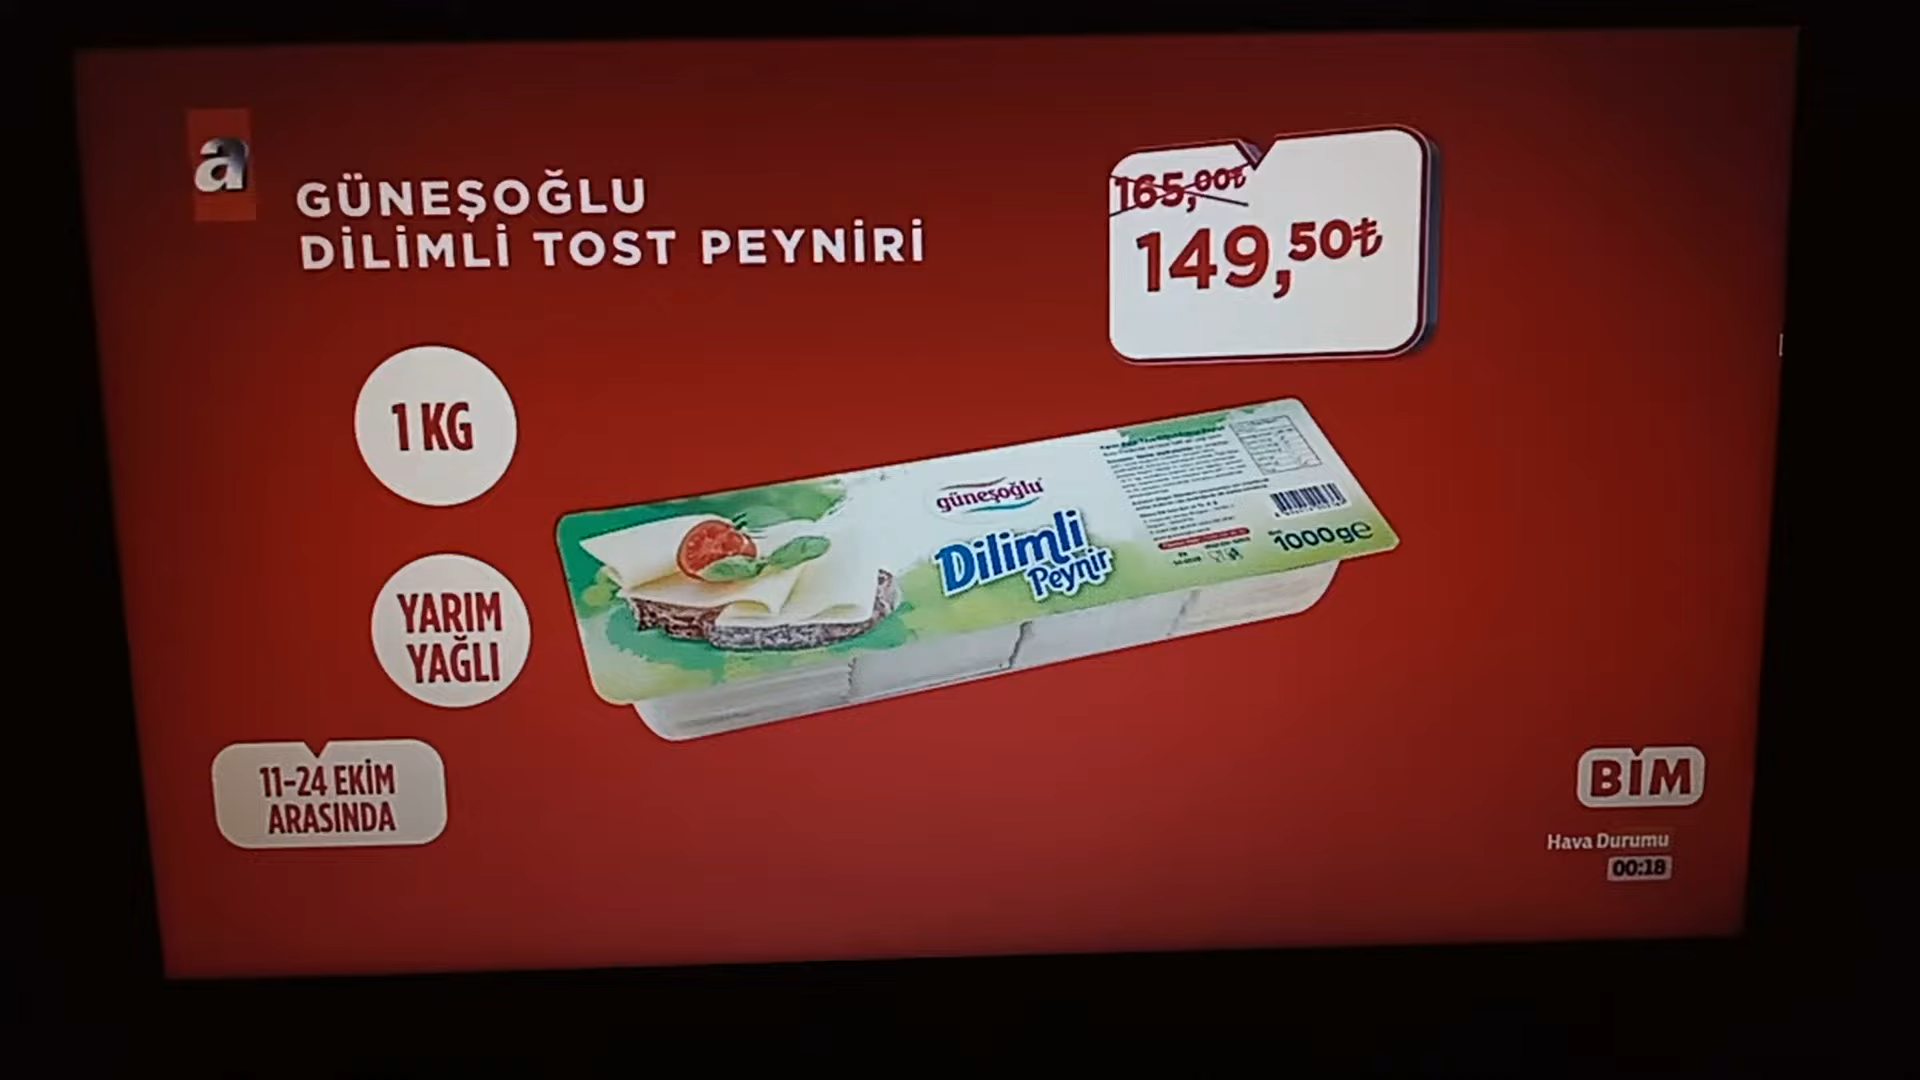 a
GÜNEŞOĞLU
DİLİMLİ TOST PEYNİRİ
165,00₺
149,50₺
1 KG
güneşoğlu
Dilimli
Peynir
1000g e
YARIM
YAĞLI
11-24 EKİM
ARASINDA
BİM
Hava Durumu
00:18